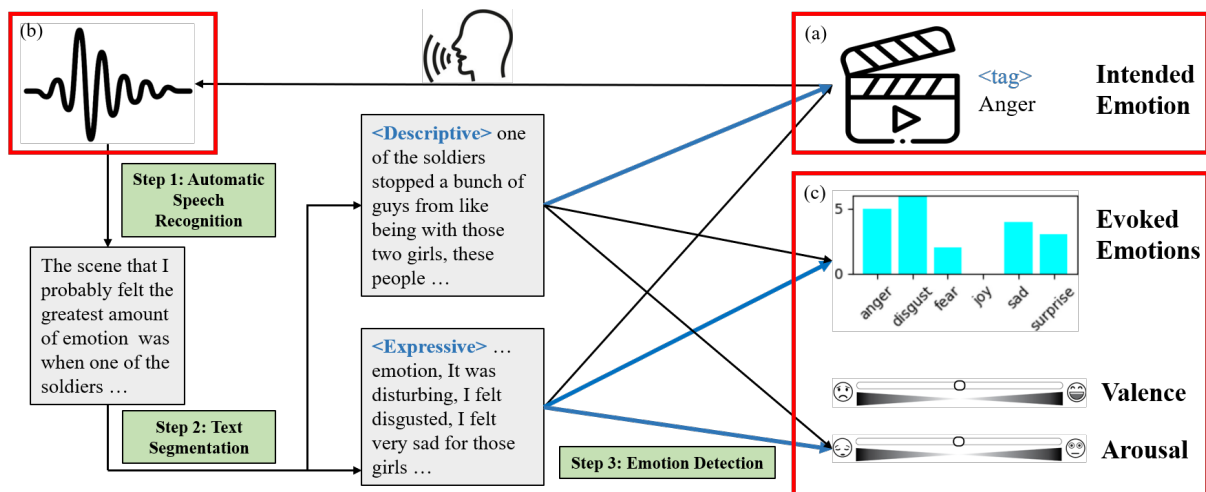 (b)
(a)
<tag>
Anger
Intended
Emotion
<Descriptive> one
of the soldiers
stopped a bunch of
guys from like
being with those
two girls, these
people …
Step 1: Automatic
Speech
Recognition
The scene that I
probably felt the
greatest amount
of emotion was
when one of the
soldiers …
<Expressive> …
emotion, It was
disturbing, I felt
disgusted, I felt
very sad for those
girls …
Step 2: Text
Segmentation
Step 3: Emotion Detection
(c)
5
0
anger
disgust
fear
joy
sad
surprise
Evoked
Emotions
Valence
Arousal